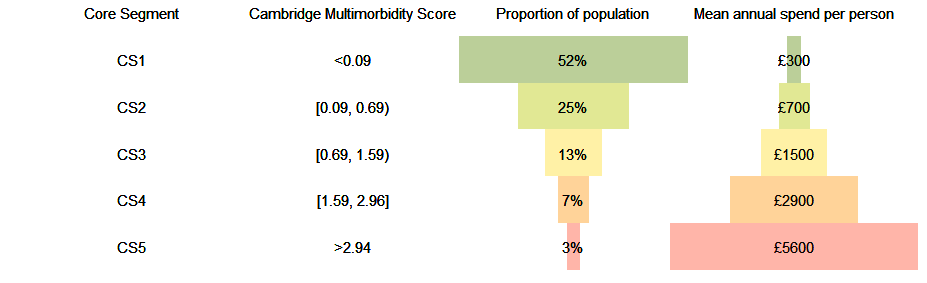 Core Segment Cambridge Multimorbidity Score Proportion of population Mean annual spend per person
CS1 <0.09 52% £300
CS2 [0.09, 0.69) 25% £700
CS3 [0.69, 1.59) 13% £1500
CS4 [1.59, 2.96] 7% £2900
CS5 >2.94 3% £5600